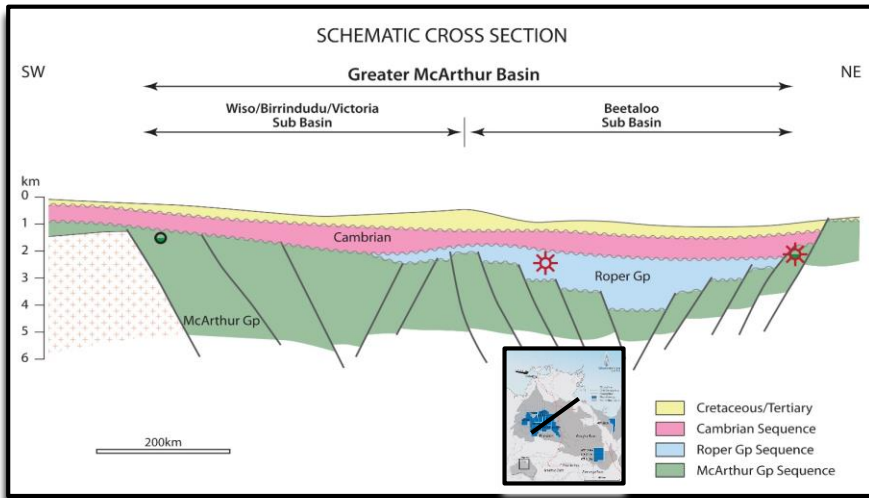 SCHEMATIC CROSS SECTION
SW
NE
Greater McArthur Basin
Wiso/Birrindudu/Victoria
Sub Basin
Beetaloo
Sub Basin
km
0
1
2
3
4
5
6
Cambrian
Roper Gp
McArthur Gp
200km
Cretaceous/Tertiary
Cambrian Sequence
Roper Gp Sequence
McArthur Gp Sequence